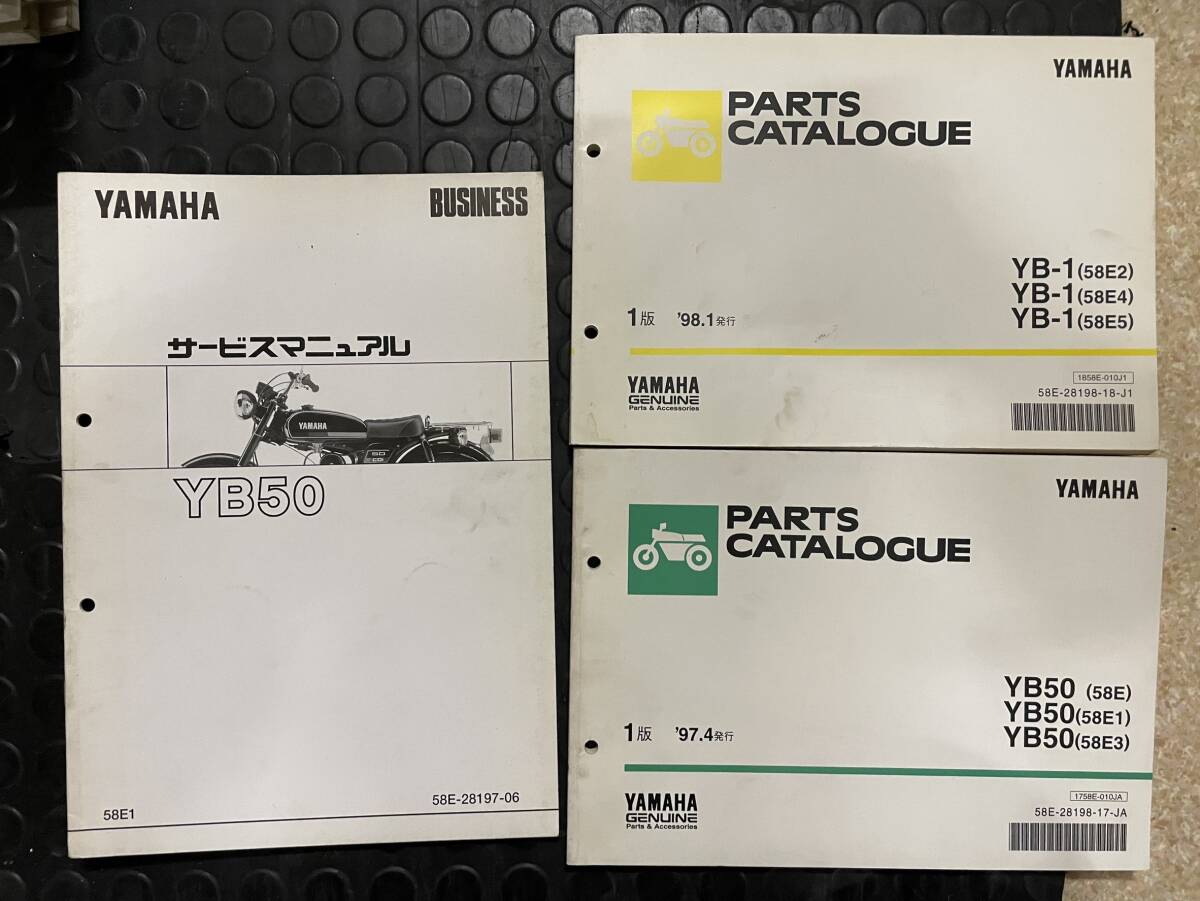 YAMAHA BUSINESS
サービスマニュアル
YAMAHA
50
CDI
YB50
58E-28197-06
58E1
YAMAHA
PARTS
CATALOGUE
YB-1(58E2)
YB-1(58E4)
YB-1(58E5)
1版 '98.1発行
YAMAHA
GENUINE
Parts & Accessories
1858E-010J1
58E-28198-18-J1
YAMAHA
PARTS
CATALOGUE
YB50 (58E)
YB50(58E1)
YB50(58E3)
1版 '97.4発行
YAMAHA
GENUINE
Parts & Accessories
1758E-010JA
58E-28198-17-JA